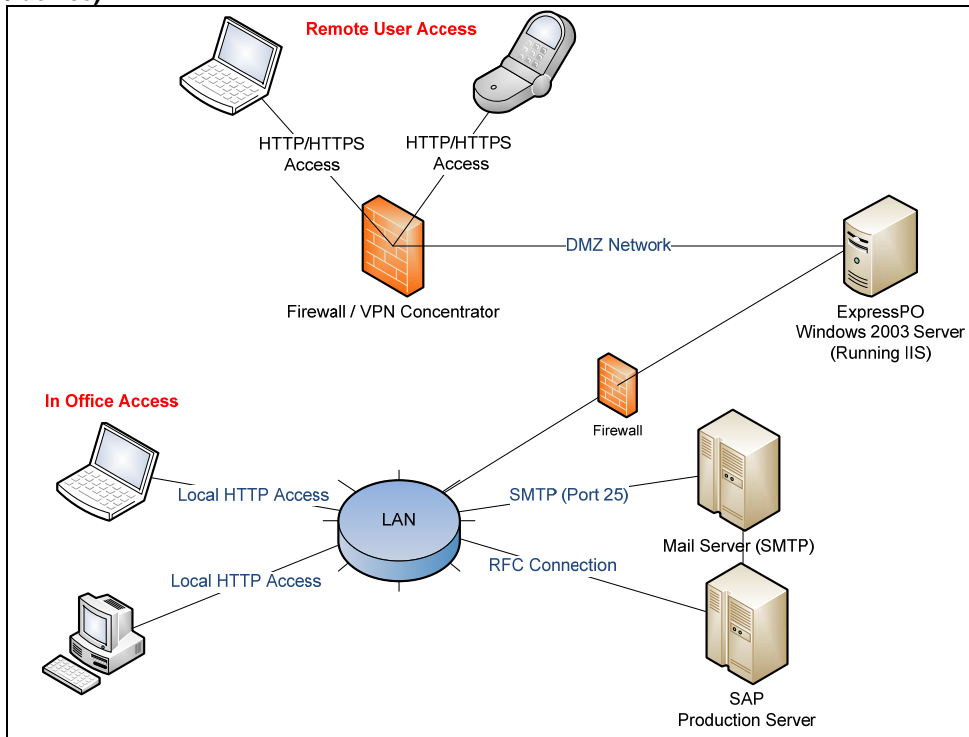 Remote User Access
HTTP/HTTPS
Access
HTTP/HTTPS
Access
DMZ Network
Firewall / VPN Concentrator
ExpressPO
Windows 2003 Server
(Running IIS)
Firewall
In Office Access
Local HTTP Access
LAN
SMTP (Port 25)
Mail Server (SMTP)
RFC Connection
Local HTTP Access
SAP
Production Server